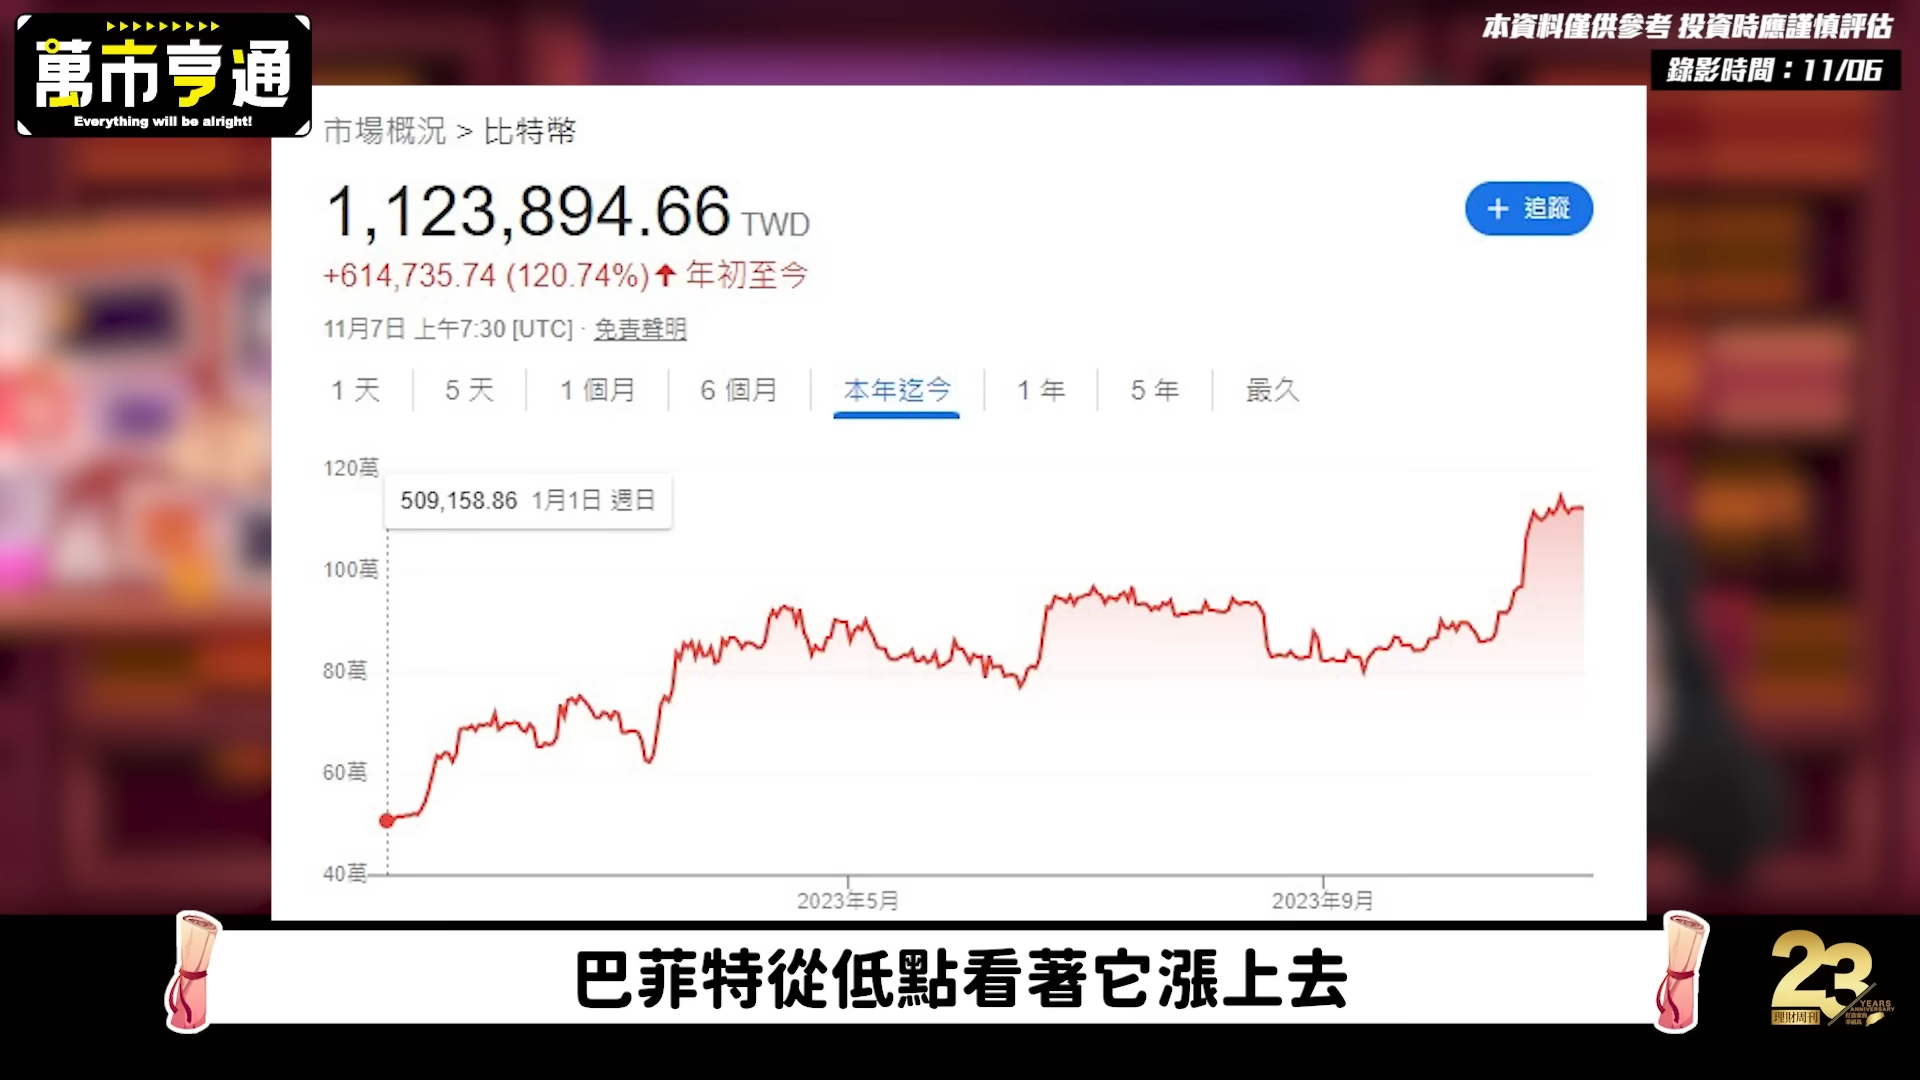 萬市亨通
Everything will be alright!
本資料僅供參考 投資時應謹慎評估
錄影時間：11/06
市場概況 > 比特幣
1,123,894.66 TWD
+ 追蹤
+614,735.74 (120.74%) ↑ 年初至今
11月7日 上午7:30 [UTC] · 免責聲明
1 天
5 天
1 個月
6 個月
本年迄今
1 年
5 年
最久
120萬
509,158.86 1月1日 週日
100萬
80萬
60萬
40萬
2023年5月
2023年9月
巴菲特從低點看著它漲上去
23
YEARS
ANNIVERSARY
理財周刊